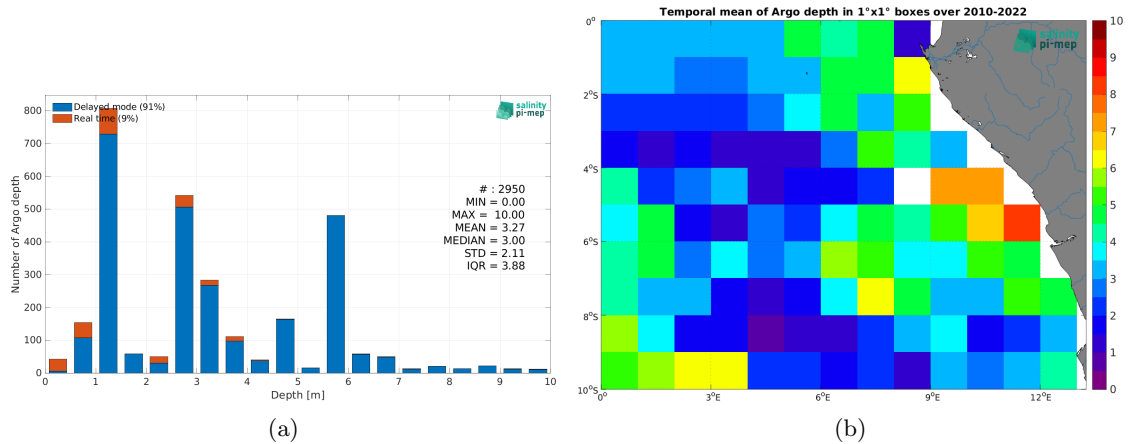 Delayed mode (91%)
Real time (9%)
salinity
pi-mep
# : 2950
MIN = 0.00
MAX = 10.00
MEAN = 3.27
MEDIAN = 3.00
STD = 2.11
IQR = 3.88
Number of Argo depth
800
700
600
500
400
300
200
100
0
0 1 2 3 4 5 6 7 8 9 10
Depth [m]
(a)
Temporal mean of Argo depth in 1°x1° boxes over 2010-2022
salinity
pi-mep
0°
2°S
4°S
6°S
8°S
10°S
0° 3°E 6°E 9°E 12°E
10
9
8
7
6
5
4
3
2
1
0
(b)